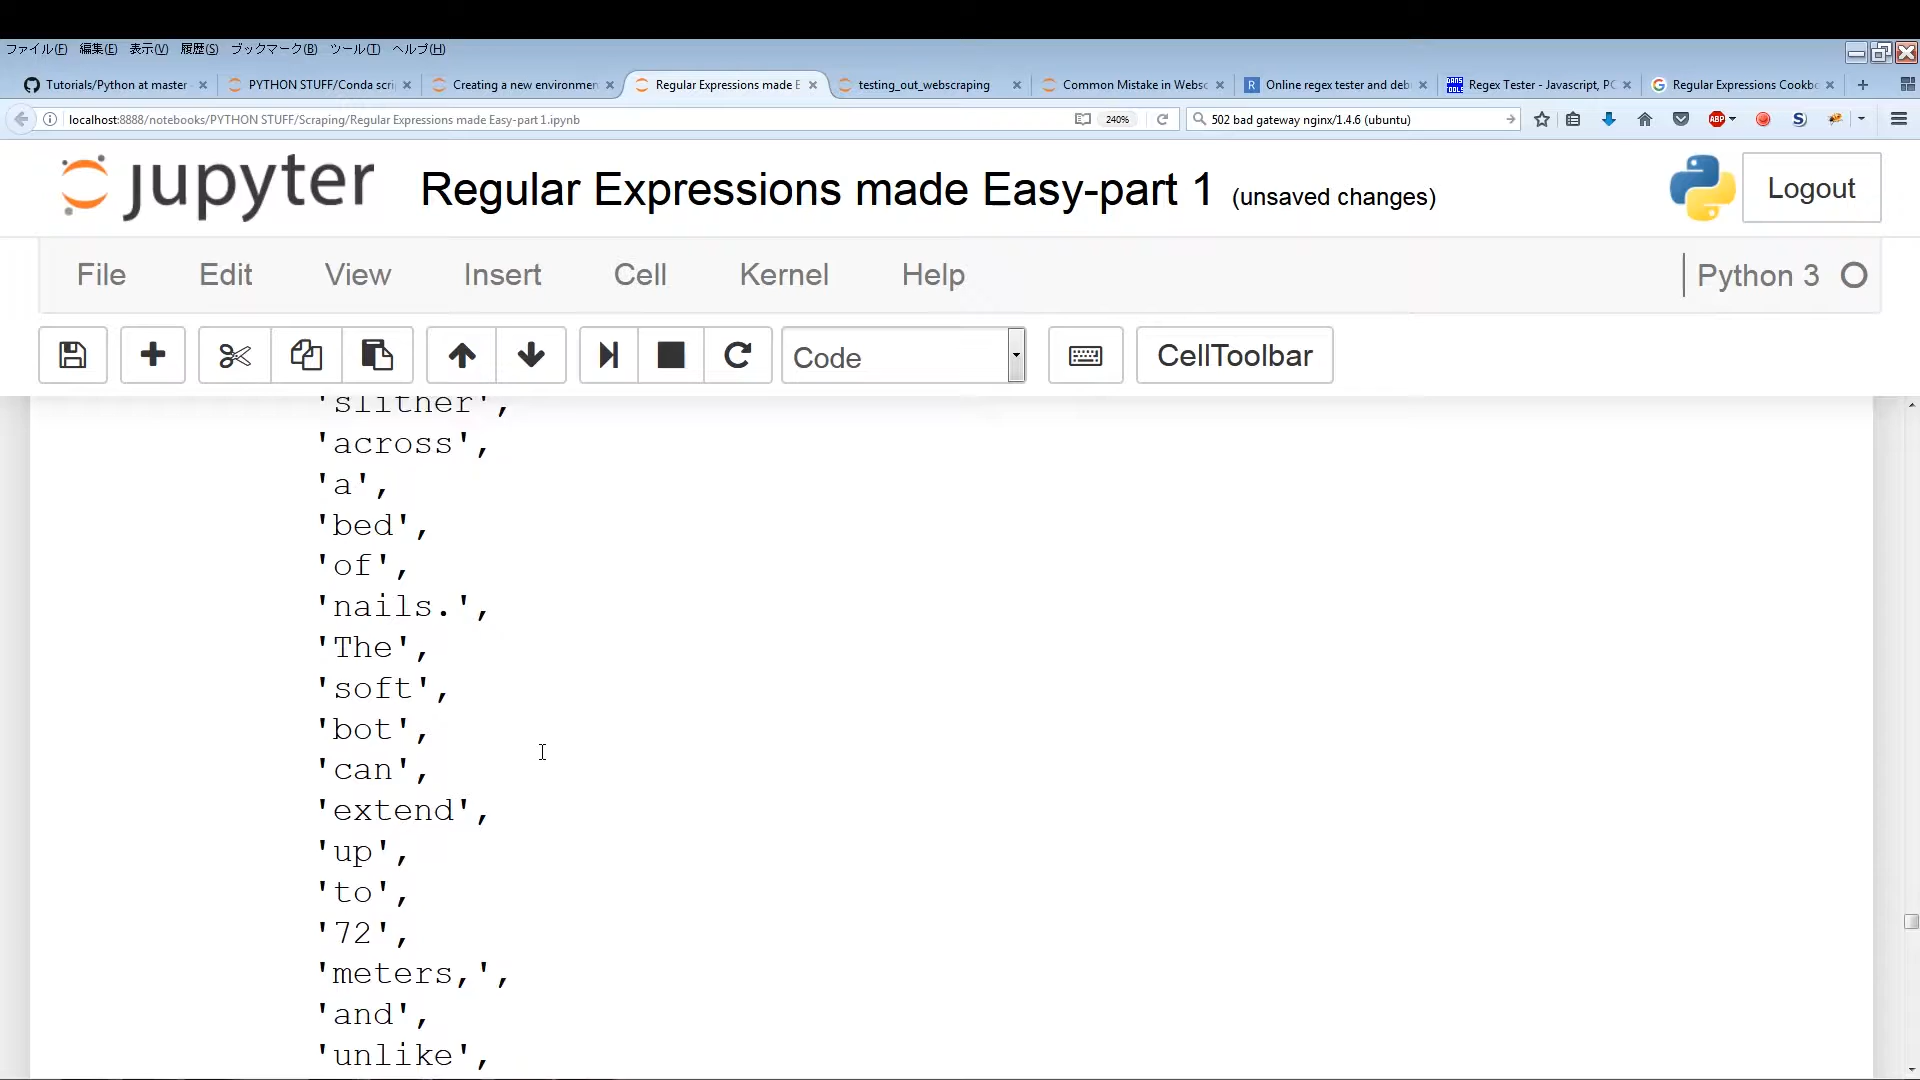 ファイル(F) 編集(E) 表示(V) 履歴(S) ブックマーク(B) ツール(T) ヘルプ(H)
Tutorials/Python at master PYTHON STUFF/Conda scri Creating a new environmen Regular Expressions made E testing_out_webscraping Common Mistake in Websc R Online regex tester and deb Regex Tester - Javascript, PC Regular Expressions Cookb
localhost:8888/notebooks/PYTHON STUFF/Scraping/Regular Expressions made Easy-part 1.ipynb 240% 502 bad gateway nginx/1.4.6 (ubuntu) ABP S
jupyter Regular Expressions made Easy-part 1 (unsaved changes) Logout
File Edit View Insert Cell Kernel Help Python 3
Code CellToolbar
'slither',
'across',
'a',
'bed',
'of',
'nails.',
'The',
'soft',
'bot',
'can',
'extend',
'up',
'to',
'72',
'meters,',
'and',
'unlike',